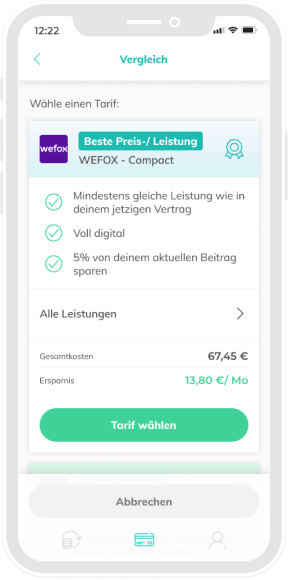 12:22
Vergleich
Wähle einen Tarif:
wefox
Beste Preis-/ Leistung
WEFOX - Compact
Mindestens gleiche Leistung wie in
deinem jetzigen Vertrag
Voll digital
5% von deinem aktuellen Beitrag
sparen
Alle Leistungen
Gesamtkosten 67,45 €
Ersparnis 13,80 €/ Mo
Tarif wählen
Abbrechen